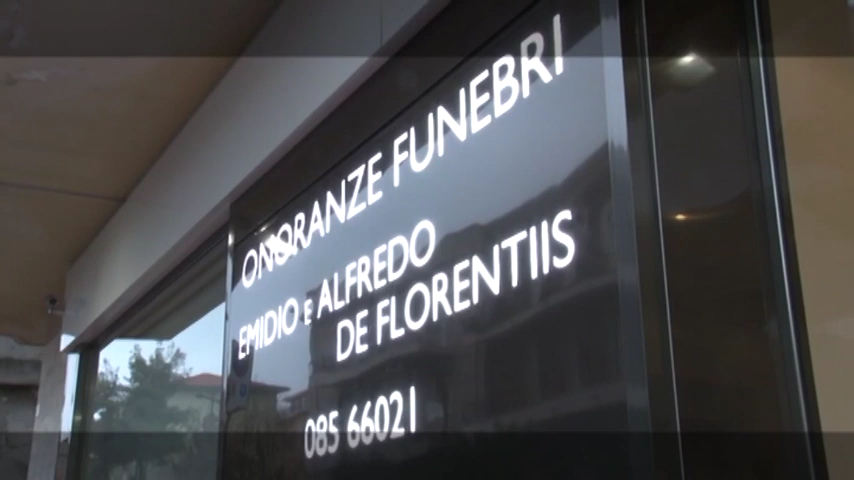 ONORANZE FUNEBRI
EMIDIO E ALFREDO
DE FLORENTIIS
085 66021